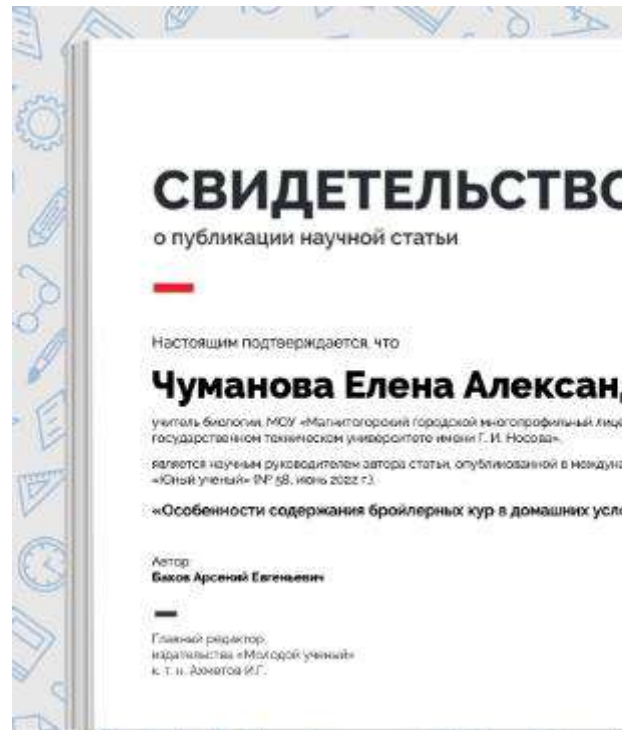 СВИДЕТЕЛЬСТВО
о публикации научной статьи
Настоящим подтверждается, что
Чуманова Елена Алексан
учитель биологии, МОУ «Магнитогорский городской многопрофильный лице
государственном техническом университете имени Г. И. Носова»,
является научным руководителем автора статьи, опубликованной в междуна
«Юный ученый» (№ 58, июнь 2022 г.).
«Особенности содержания бройлерных кур в домашних усло
Автор:
Бахов Арсений Евгеньевич
Главный редактор
издательства «Молодой ученый»
к. т. н. Ахметов И.Г.